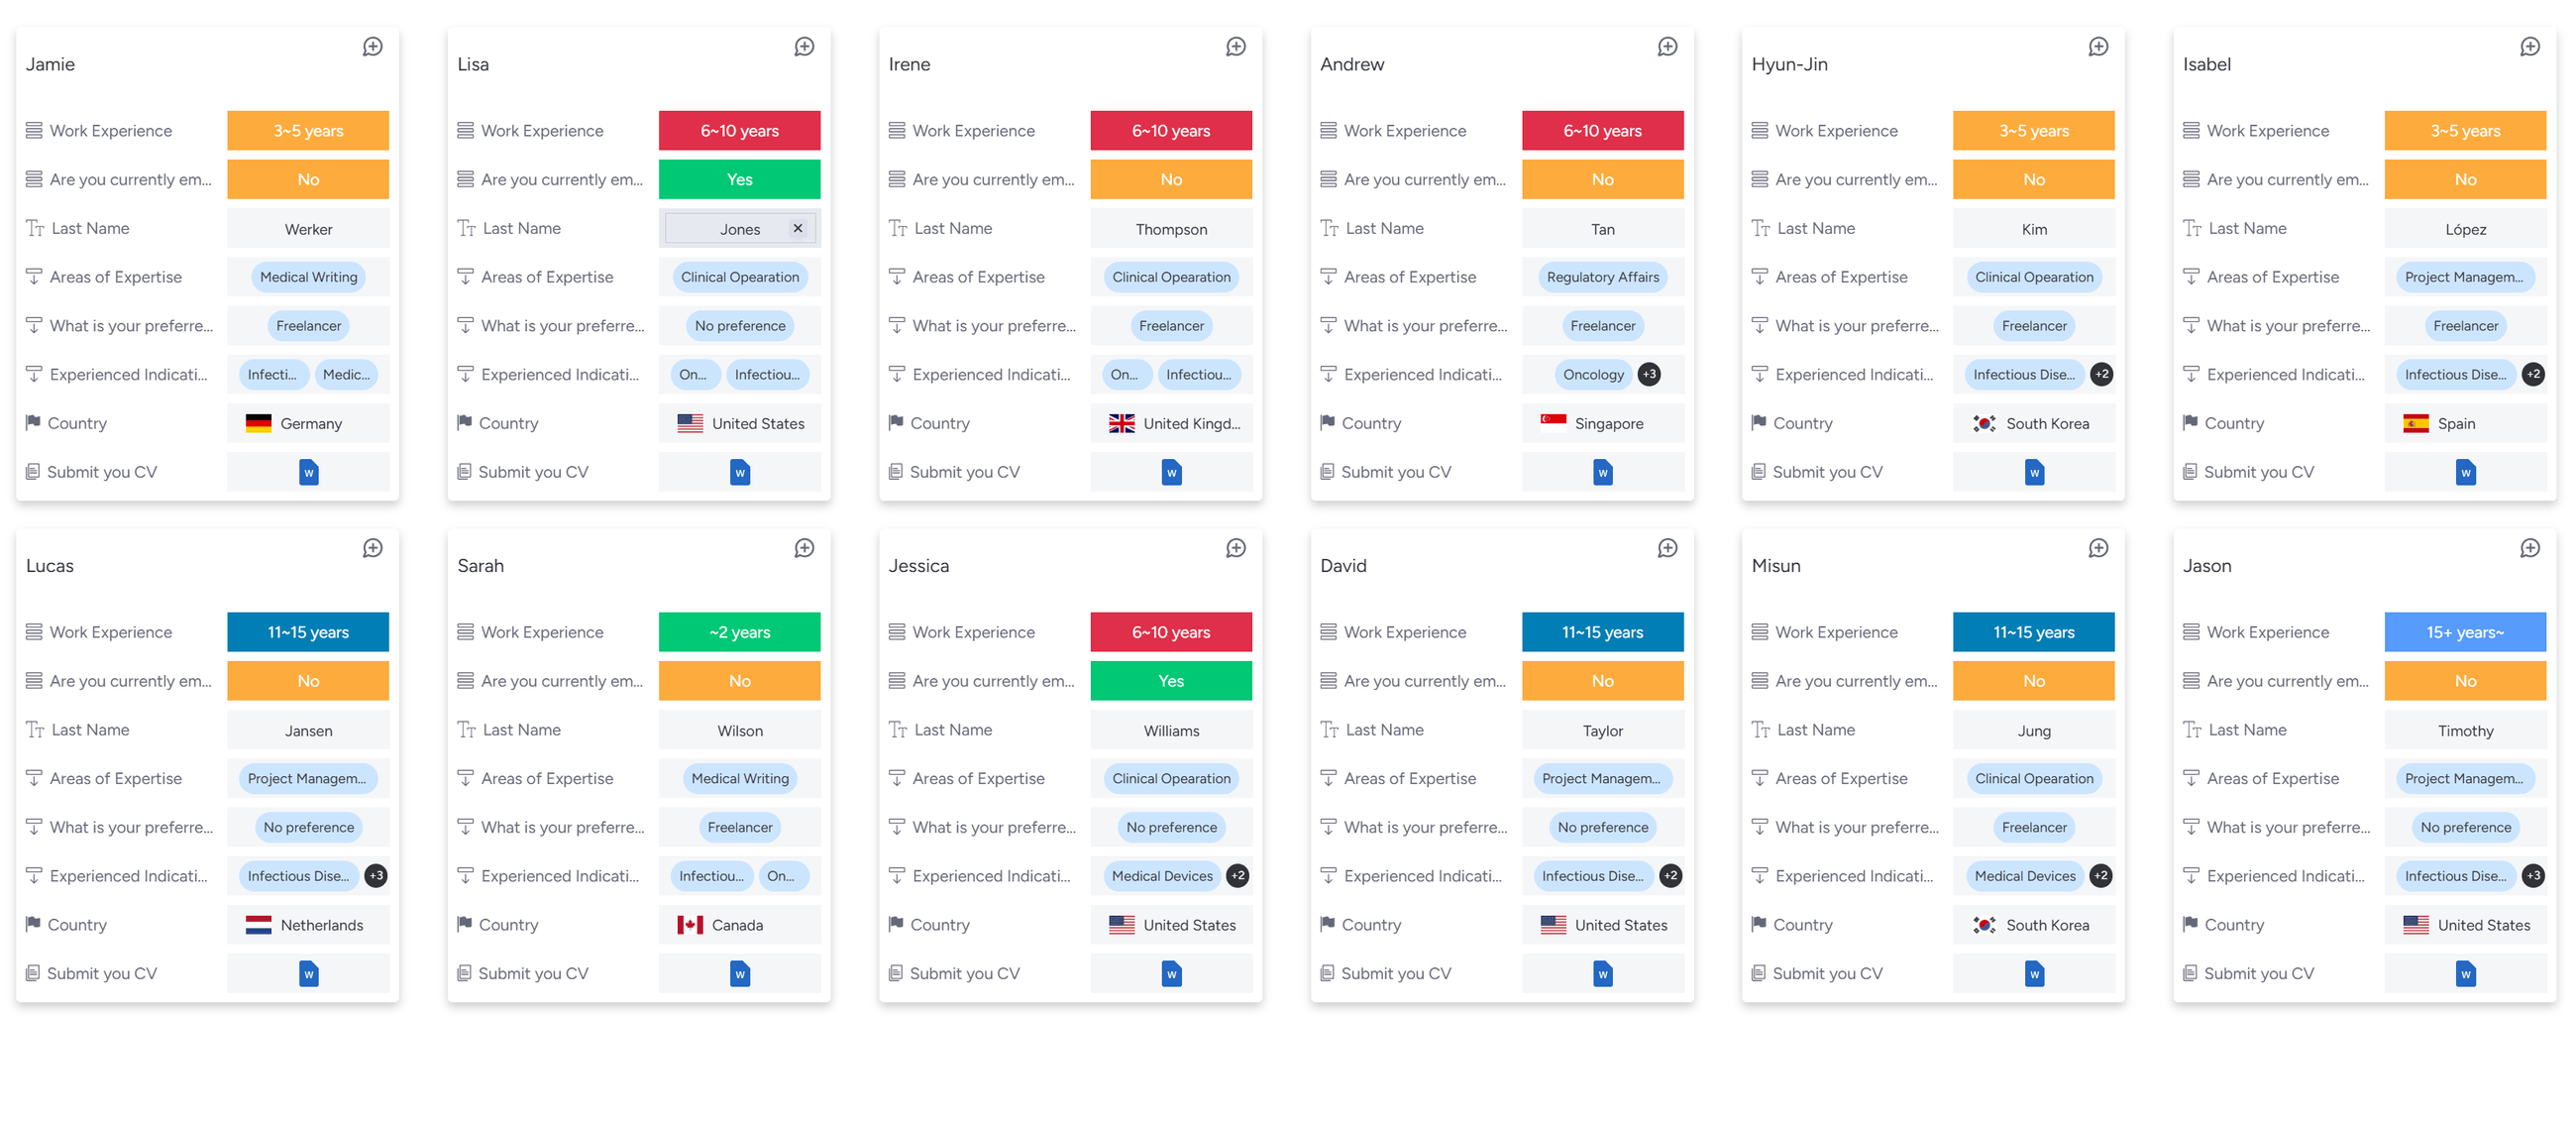 Jamie
Work Experience 3~5 years
Are you currently em... No
Last Name Werker
Areas of Expertise Medical Writing
What is your preferre... Freelancer
Experienced Indicati... Infecti... Medic...
Country Germany
Submit you CV W
Lisa
Work Experience 6~10 years
Are you currently em... Yes
Last Name Jones
Areas of Expertise Clinical Opearation
What is your preferre... No preference
Experienced Indicati... On... Infectiou...
Country United States
Submit you CV W
Irene
Work Experience 6~10 years
Are you currently em... No
Last Name Thompson
Areas of Expertise Clinical Opearation
What is your preferre... Freelancer
Experienced Indicati... On... Infectiou...
Country United Kingd...
Submit you CV W
Andrew
Work Experience 6~10 years
Are you currently em... No
Last Name Tan
Areas of Expertise Regulatory Affairs
What is your preferre... Freelancer
Experienced Indicati... Oncology +3
Country Singapore
Submit you CV W
Hyun-Jin
Work Experience 3~5 years
Are you currently em... No
Last Name Kim
Areas of Expertise Clinical Opearation
What is your preferre... Freelancer
Experienced Indicati... Infectious Dise... +2
Country South Korea
Submit you CV W
Isabel
Work Experience 3~5 years
Are you currently em... No
Last Name López
Areas of Expertise Project Managem...
What is your preferre... Freelancer
Experienced Indicati... Infectious Dise... +2
Country Spain
Submit you CV W
Lucas
Work Experience 11~15 years
Are you currently em... No
Last Name Jansen
Areas of Expertise Project Managem...
What is your preferre... No preference
Experienced Indicati... Infectious Dise... +3
Country Netherlands
Submit you CV W
Sarah
Work Experience ~2 years
Are you currently em... No
Last Name Wilson
Areas of Expertise Medical Writing
What is your preferre... Freelancer
Experienced Indicati... Infectiou... On...
Country Canada
Submit you CV W
Jessica
Work Experience 6~10 years
Are you currently em... Yes
Last Name Williams
Areas of Expertise Clinical Opearation
What is your preferre... No preference
Experienced Indicati... Medical Devices +2
Country United States
Submit you CV W
David
Work Experience 11~15 years
Are you currently em... No
Last Name Taylor
Areas of Expertise Project Managem...
What is your preferre... No preference
Experienced Indicati... Infectious Dise... +2
Country United States
Submit you CV W
Misun
Work Experience 11~15 years
Are you currently em... No
Last Name Jung
Areas of Expertise Clinical Opearation
What is your preferre... Freelancer
Experienced Indicati... Medical Devices +2
Country South Korea
Submit you CV W
Jason
Work Experience 15+ years~
Are you currently em... No
Last Name Timothy
Areas of Expertise Project Managem...
What is your preferre... No preference
Experienced Indicati... Infectious Dise... +3
Country United States
Submit you CV W